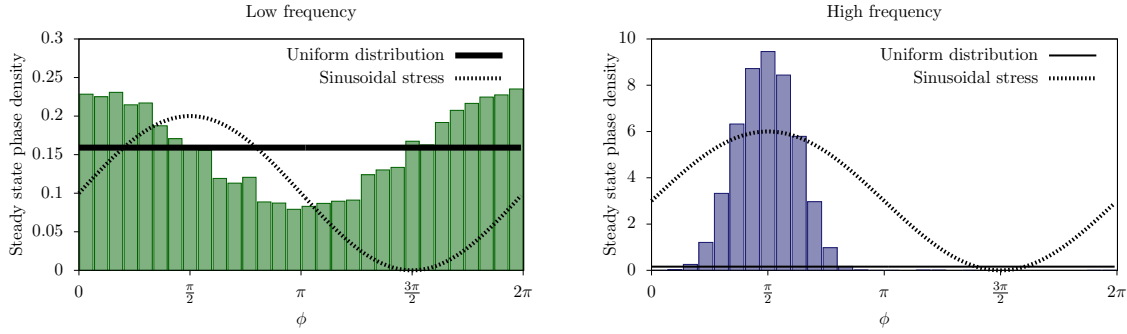 Low frequency
Steady state phase density
0.3
0.25
0.2
0.15
0.1
0.05
0
Uniform distribution
Sinusoidal stress
0
π/2
π
3π/2
2π
ϕ
High frequency
Steady state phase density
10
8
6
4
2
0
Uniform distribution
Sinusoidal stress
0
π/2
π
3π/2
2π
ϕ